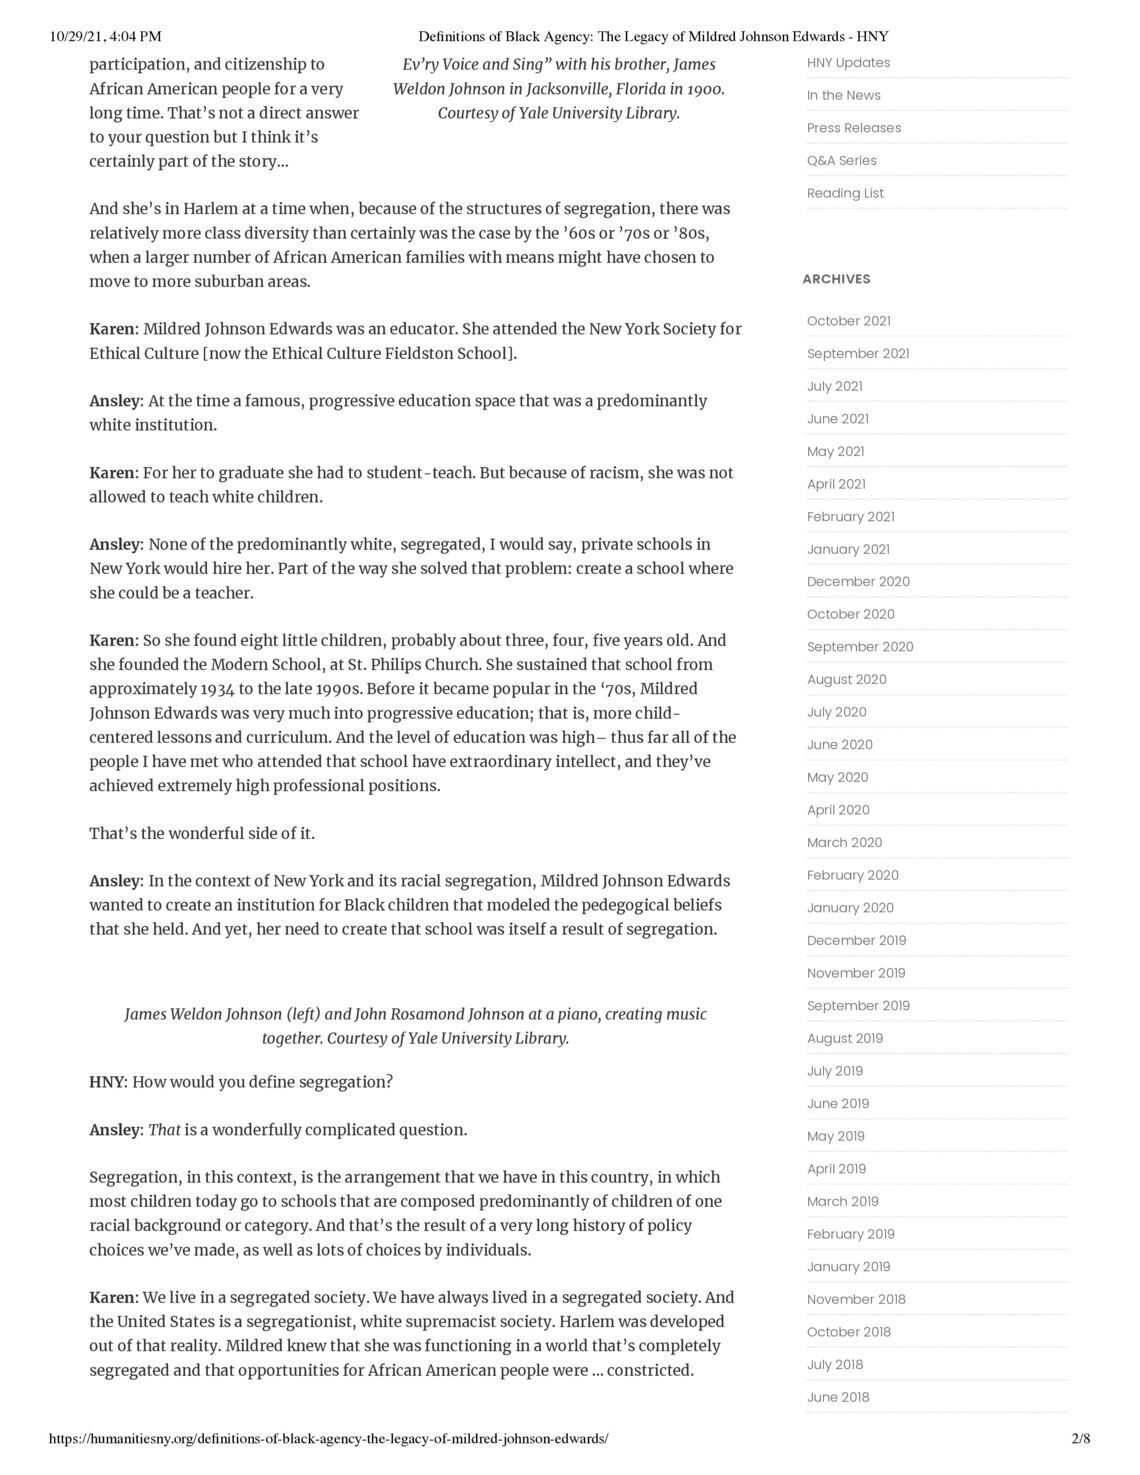 10/29/21, 4:04 PM
Definitions of Black Agency: The Legacy of Mildred Johnson Edwards - HNY
participation, and citizenship to
African American people for a very
long time. That’s not a direct answer
to your question but I think it’s
certainly part of the story…
Ev’ry Voice and Sing” with his brother, James
Weldon Johnson in Jacksonville, Florida in 1900.
Courtesy of Yale University Library.
And she’s in Harlem at a time when, because of the structures of segregation, there was
relatively more class diversity than certainly was the case by the ’60s or ’70s or ’80s,
when a larger number of African American families with means might have chosen to
move to more suburban areas.
Karen: Mildred Johnson Edwards was an educator. She attended the New York Society for
Ethical Culture [now the Ethical Culture Fieldston School].
Ansley: At the time a famous, progressive education space that was a predominantly
white institution.
Karen: For her to graduate she had to student-teach. But because of racism, she was not
allowed to teach white children.
Ansley: None of the predominantly white, segregated, I would say, private schools in
New York would hire her. Part of the way she solved that problem: create a school where
she could be a teacher.
Karen: So she found eight little children, probably about three, four, five years old. And
she founded the Modern School, at St. Philips Church. She sustained that school from
approximately 1934 to the late 1990s. Before it became popular in the ‘70s, Mildred
Johnson Edwards was very much into progressive education; that is, more child-
centered lessons and curriculum. And the level of education was high– thus far all of the
people I have met who attended that school have extraordinary intellect, and they’ve
achieved extremely high professional positions.
That’s the wonderful side of it.
Ansley: In the context of New York and its racial segregation, Mildred Johnson Edwards
wanted to create an institution for Black children that modeled the pedegogical beliefs
that she held. And yet, her need to create that school was itself a result of segregation.
James Weldon Johnson (left) and John Rosamond Johnson at a piano, creating music
together. Courtesy of Yale University Library.
HNY: How would you define segregation?
Ansley: That is a wonderfully complicated question.
Segregation, in this context, is the arrangement that we have in this country, in which
most children today go to schools that are composed predominantly of children of one
racial background or category. And that’s the result of a very long history of policy
choices we’ve made, as well as lots of choices by individuals.
Karen: We live in a segregated society. We have always lived in a segregated society. And
the United States is a segregationist, white supremacist society. Harlem was developed
out of that reality. Mildred knew that she was functioning in a world that’s completely
segregated and that opportunities for African American people were … constricted.
HNY Updates
In the News
Press Releases
Q&A Series
Reading List
ARCHIVES
October 2021
September 2021
July 2021
June 2021
May 2021
April 2021
February 2021
January 2021
December 2020
October 2020
September 2020
August 2020
July 2020
June 2020
May 2020
April 2020
March 2020
February 2020
January 2020
December 2019
November 2019
September 2019
August 2019
July 2019
June 2019
May 2019
April 2019
March 2019
February 2019
January 2019
November 2018
October 2018
July 2018
June 2018
https://humanitiesny.org/definitions-of-black-agency-the-legacy-of-mildred-johnson-edwards/
2/8